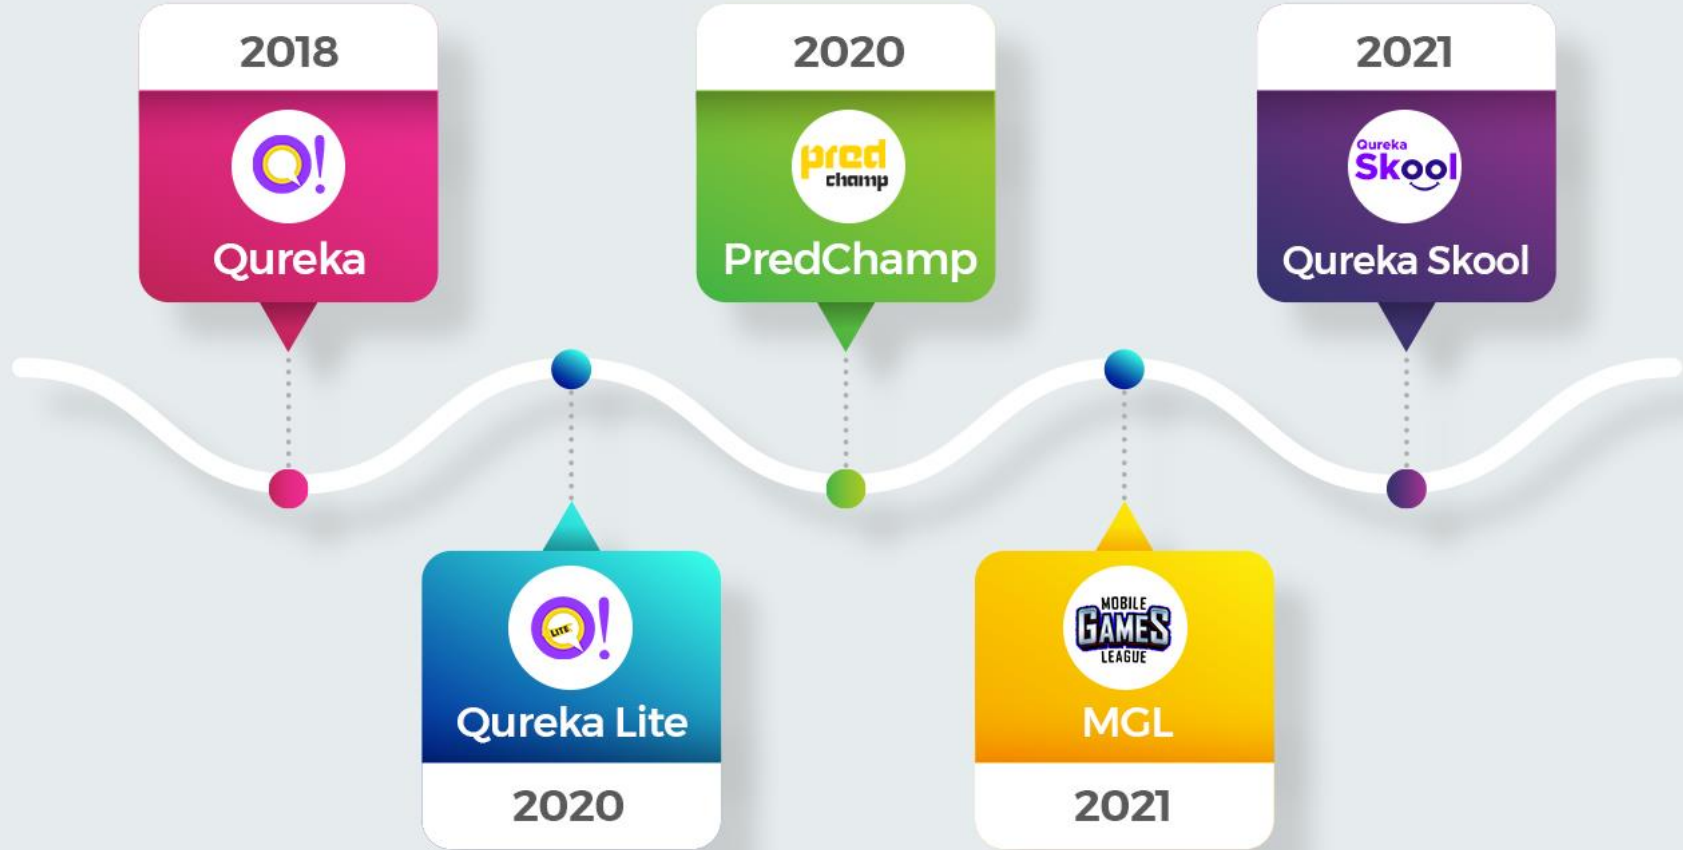 2018
Q!
Qureka
2020
pred
champ
PredChamp
2021
Qureka
Skool
Qureka Skool
Q!
LITE
Qureka Lite
2020
MOBILE
GAMES
LEAGUE
MGL
2021